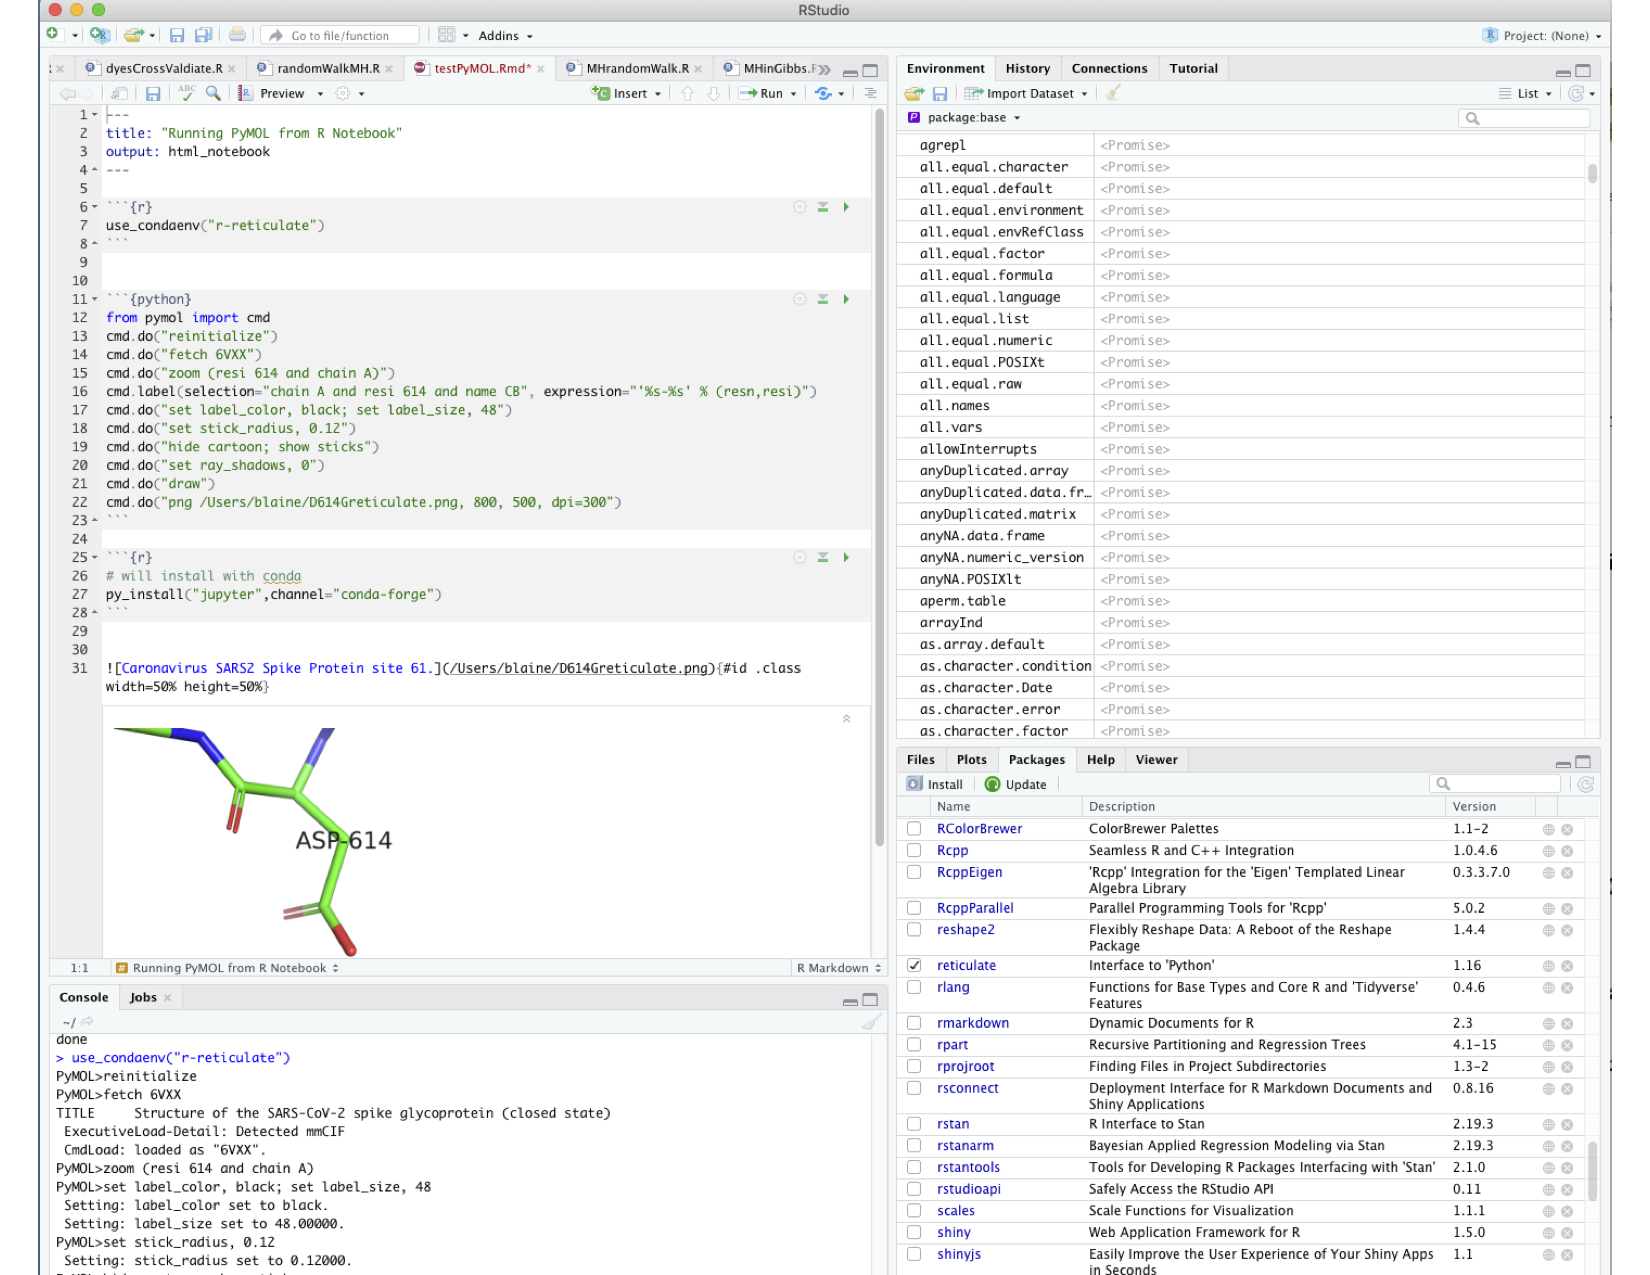 RStudio
Go to file/function
Addins
Project: (None)
R
dyesCrossValdiate.R
randomWalkMH.R
testPyMOL.Rmd*
MHrandomWalk.R
MHinGibbs.R
ABC
Preview
Insert
Run
1 ---
2 title: "Running PyMOL from R Notebook"
3 output: html_notebook
4 ---
5
6 ```{r}
7 use_condaenv("r-reticulate")
8 ```
9
10
11 ```{python}
12 from pymol import cmd
13 cmd.do("reinitialize")
14 cmd.do("fetch 6VXX")
15 cmd.do("zoom (resi 614 and chain A)")
16 cmd.label(selection="chain A and resi 614 and name CB", expression="'%s-%s' % (resn,resi)")
17 cmd.do("set label_color, black; set label_size, 48")
18 cmd.do("set stick_radius, 0.12")
19 cmd.do("hide cartoon; show sticks")
20 cmd.do("set ray_shadows, 0")
21 cmd.do("draw")
22 cmd.do("png /Users/blaine/D614Greticulate.png, 800, 500, dpi=300")
23 ```
24
25 ```{r}
26 # will install with conda
27 py_install("jupyter",channel="conda-forge")
28 ```
29
30
31 ![Caronavirus SARS2 Spike Protein site 61.](/Users/blaine/D614Greticulate.png){#id .class
width=50% height=50%}
ASP-614
1:1
Running PyMOL from R Notebook
R Markdown
Console
Jobs
~/
done
> use_condaenv("r-reticulate")
PyMOL>reinitialize
PyMOL>fetch 6VXX
TITLE Structure of the SARS-CoV-2 spike glycoprotein (closed state)
ExecutiveLoad-Detail: Detected mmCIF
CmdLoad: loaded as "6VXX".
PyMOL>zoom (resi 614 and chain A)
PyMOL>set label_color, black; set label_size, 48
Setting: label_color set to black.
Setting: label_size set to 48.00000.
PyMOL>set stick_radius, 0.12
Setting: stick_radius set to 0.12000.
Environment
History
Connections
Tutorial
Import Dataset
List
package:base
agrepl <Promise>
all.equal.character <Promise>
all.equal.default <Promise>
all.equal.environment <Promise>
all.equal.envRefClass <Promise>
all.equal.factor <Promise>
all.equal.formula <Promise>
all.equal.language <Promise>
all.equal.list <Promise>
all.equal.numeric <Promise>
all.equal.POSIXt <Promise>
all.equal.raw <Promise>
all.names <Promise>
all.vars <Promise>
allowInterrupts <Promise>
anyDuplicated.array <Promise>
anyDuplicated.data.fr… <Promise>
anyDuplicated.matrix <Promise>
anyNA.data.frame <Promise>
anyNA.numeric_version <Promise>
anyNA.POSIXlt <Promise>
aperm.table <Promise>
arrayInd <Promise>
as.array.default <Promise>
as.character.condition <Promise>
as.character.Date <Promise>
as.character.error <Promise>
as.character.factor <Promise>
Files
Plots
Packages
Help
Viewer
Install
Update
Name Description Version
RColorBrewer ColorBrewer Palettes 1.1-2
Rcpp Seamless R and C++ Integration 1.0.4.6
RcppEigen 'Rcpp' Integration for the 'Eigen' Templated Linear 0.3.3.7.0
Algebra Library
RcppParallel Parallel Programming Tools for 'Rcpp' 5.0.2
reshape2 Flexibly Reshape Data: A Reboot of the Reshape 1.4.4
Package
reticulate Interface to 'Python' 1.16
rlang Functions for Base Types and Core R and 'Tidyverse' 0.4.6
Features
rmarkdown Dynamic Documents for R 2.3
rpart Recursive Partitioning and Regression Trees 4.1-15
rprojroot Finding Files in Project Subdirectories 1.3-2
rsconnect Deployment Interface for R Markdown Documents and 0.8.16
Shiny Applications
rstan R Interface to Stan 2.19.3
rstanarm Bayesian Applied Regression Modeling via Stan 2.19.3
rstantools Tools for Developing R Packages Interfacing with 'Stan' 2.1.0
rstudioapi Safely Access the RStudio API 0.11
scales Scale Functions for Visualization 1.1.1
shiny Web Application Framework for R 1.5.0
shinyjs Easily Improve the User Experience of Your Shiny Apps 1.1
in Seconds